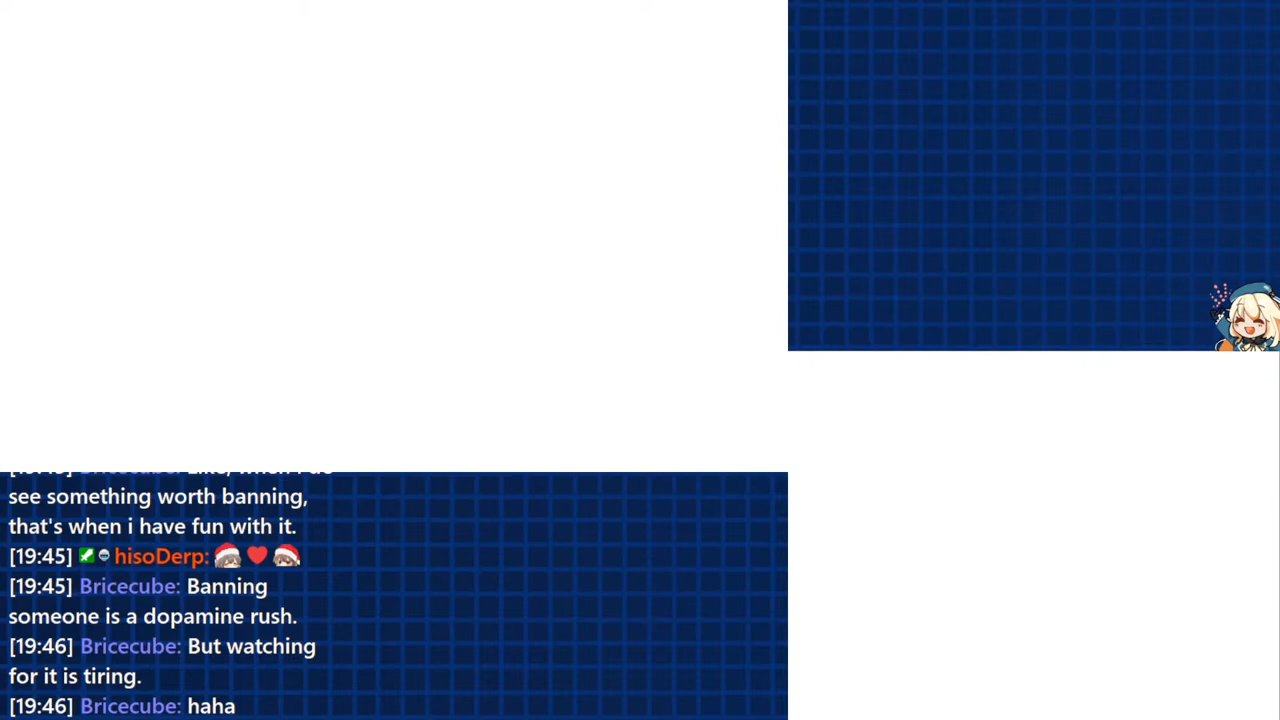 see something worth banning,
that's when i have fun with it.
[19:45] hisoDerp:
[19:45] Bricecube: Banning
someone is a dopamine rush.
[19:46] Bricecube: But watching
for it is tiring.
[19:46] Bricecube: haha